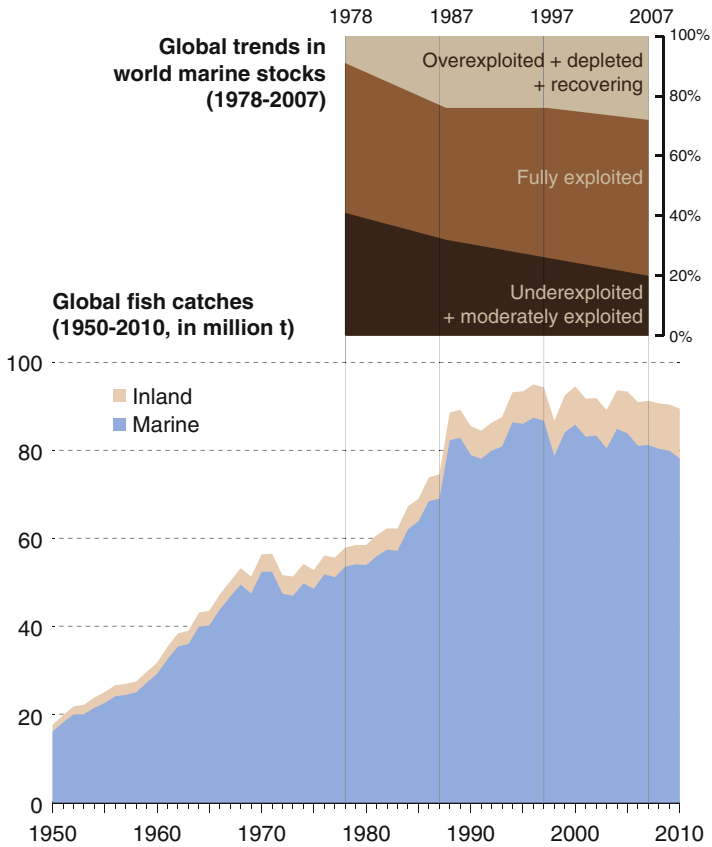 1978 1987 1997 2007
Global trends in
world marine stocks
(1978-2007)
Overexploited + depleted
+ recovering
Fully exploited
Underexploited
+ moderately exploited
100%
80%
60%
40%
20%
0%
Global fish catches
(1950-2010, in million t)
Inland
Marine
100
80
60
40
20
0
1950 1960 1970 1980 1990 2000 2010